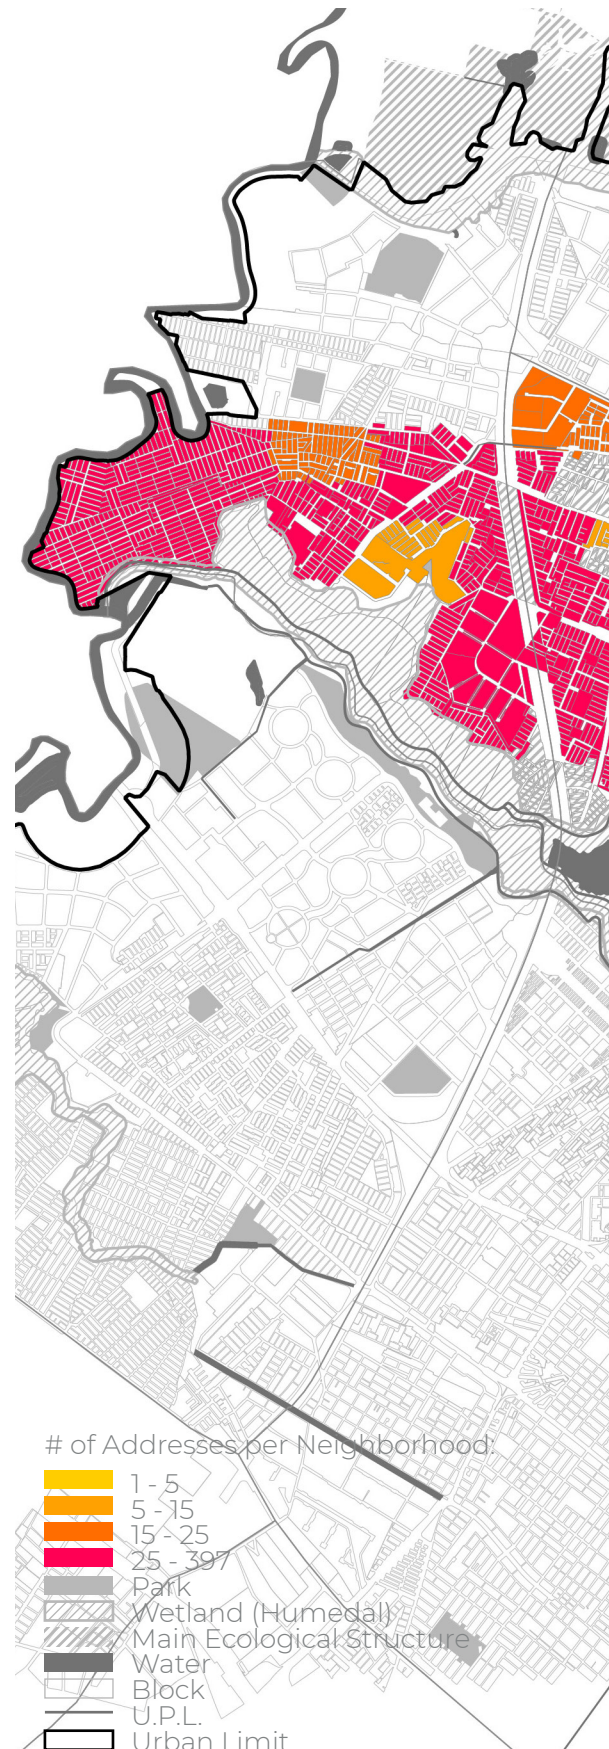 # of Addresses per Neighborhood:
1 - 5
5 - 15
15 - 25
25 - 397
Park
Wetland (Humedal)
Main Ecological Structure
Water
Block
U.P.L.
Urban Limit